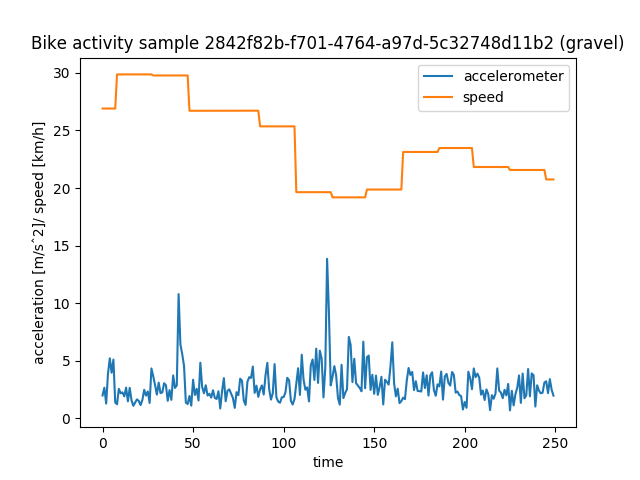 Bike activity sample 2842f82b-f701-4764-a97d-5c32748d11b2 (gravel)
accelerometer
speed
acceleration [m/sˆ2]/ speed [km/h]
30
25
20
15
10
5
0
0
50
100
150
200
250
time